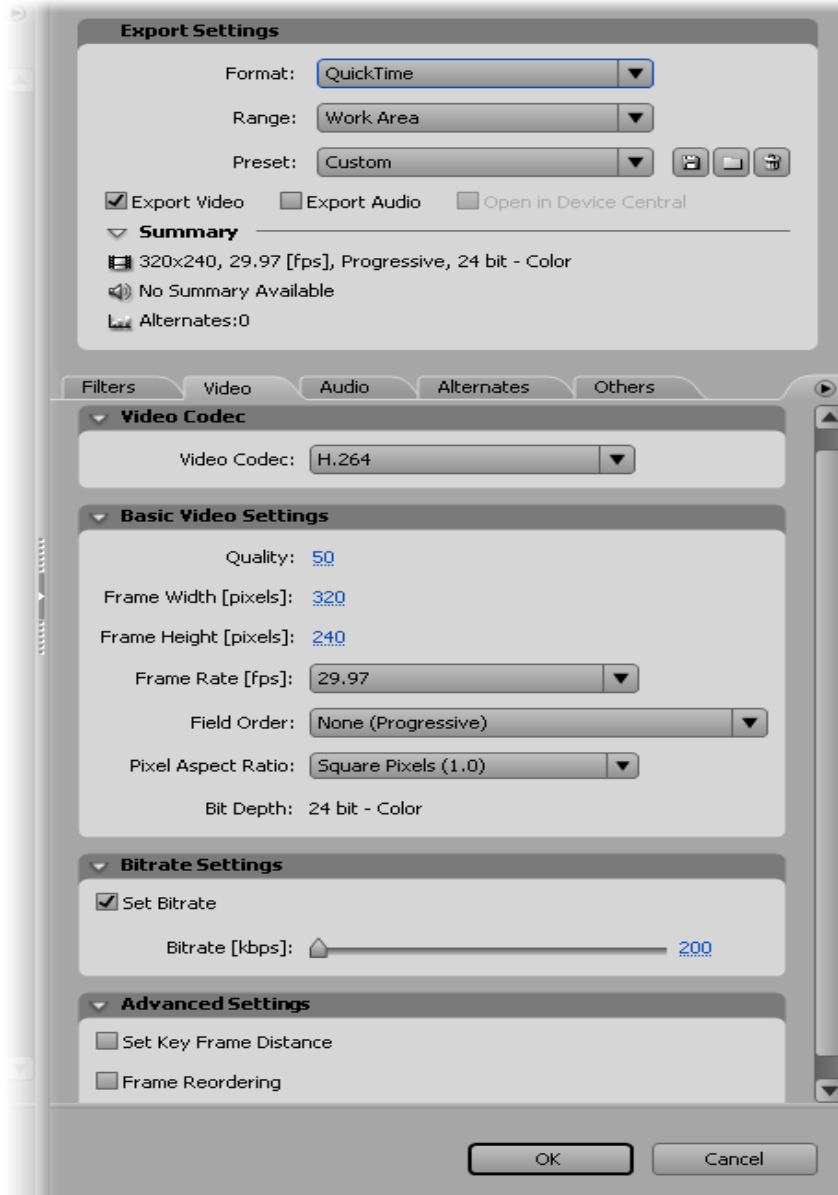 Export Settings
Format: QuickTime
Range: Work Area
Preset: Custom
Export Video Export Audio Open in Device Central
Summary
320x240, 29.97 [fps], Progressive, 24 bit - Color
No Summary Available
Alternates:0
Filters Video Audio Alternates Others
Video Codec
Video Codec: H.264
Basic Video Settings
Quality: 50
Frame Width [pixels]: 320
Frame Height [pixels]: 240
Frame Rate [fps]: 29.97
Field Order: None (Progressive)
Pixel Aspect Ratio: Square Pixels (1.0)
Bit Depth: 24 bit - Color
Bitrate Settings
Set Bitrate
Bitrate [kbps]: 200
Advanced Settings
Set Key Frame Distance
Frame Reordering
OK Cancel